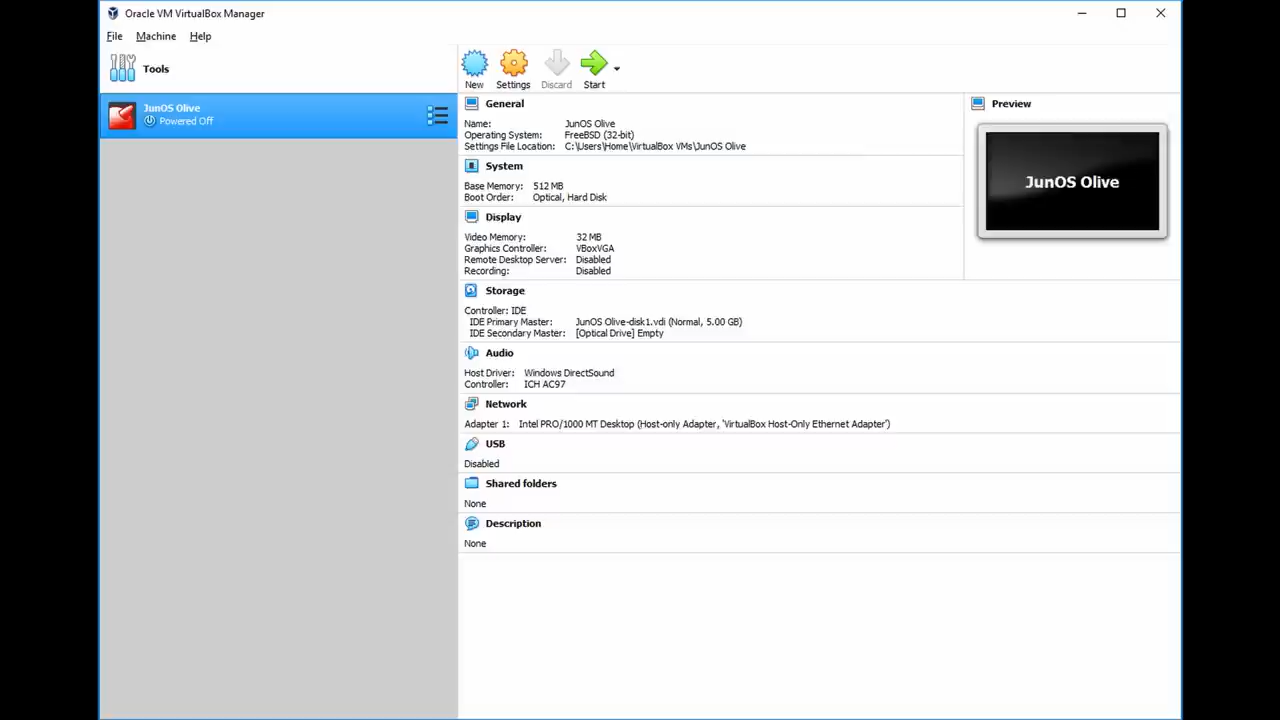 Oracle VM VirtualBox Manager
File Machine Help
Tools
New Settings Discard Start
JunOS Olive
Powered Off
General
Name: JunOS Olive
Operating System: FreeBSD (32-bit)
Settings File Location: C:\Users\Home\VirtualBox VMs\JunOS Olive
Preview
JunOS Olive
System
Base Memory: 512 MB
Boot Order: Optical, Hard Disk
Display
Video Memory: 32 MB
Graphics Controller: VBoxVGA
Remote Desktop Server: Disabled
Recording: Disabled
Storage
Controller: IDE
IDE Primary Master: JunOS Olive-disk1.vdi (Normal, 5.00 GB)
IDE Secondary Master: [Optical Drive] Empty
Audio
Host Driver: Windows DirectSound
Controller: ICH AC97
Network
Adapter 1: Intel PRO/1000 MT Desktop (Host-only Adapter, 'VirtualBox Host-Only Ethernet Adapter')
USB
Disabled
Shared folders
None
Description
None